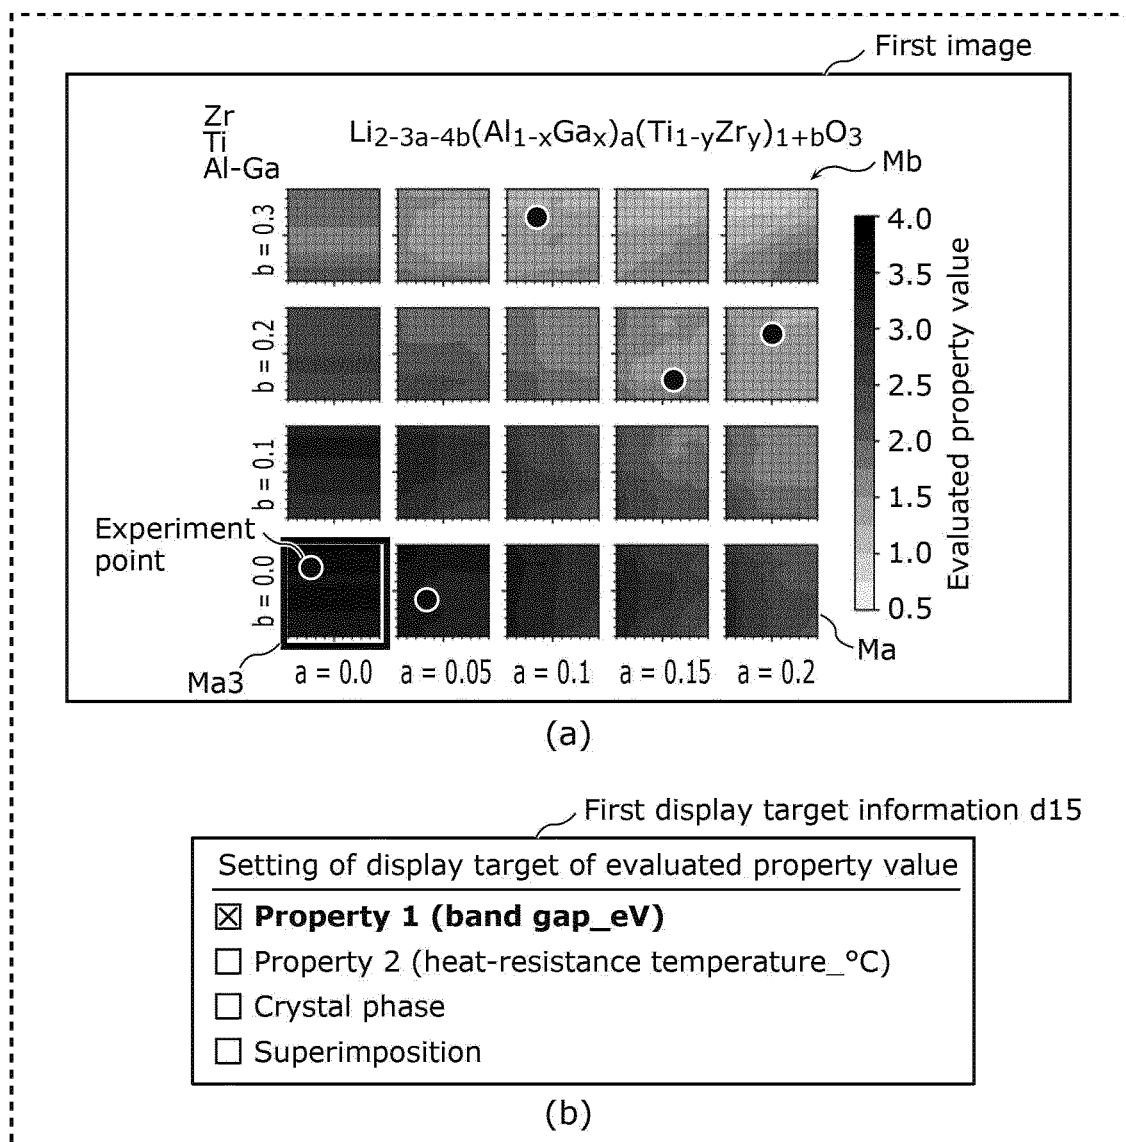 First image
Zr
Ti
Al-Ga
Li2-3a-4b(Al1-xGax)a(Ti1-yZry)1+bO3
Mb
b = 0.3
b = 0.2
b = 0.1
b = 0.0
4.0
3.5
3.0
2.5
2.0
1.5
1.0
0.5
Evaluated property value
Experiment
point
Ma3
a = 0.0
a = 0.05
a = 0.1
a = 0.15
a = 0.2
Ma
(a)
First display target information d15
Setting of display target of evaluated property value
Property 1 (band gap_eV)
Property 2 (heat-resistance temperature_°C)
Crystal phase
Superimposition
(b)